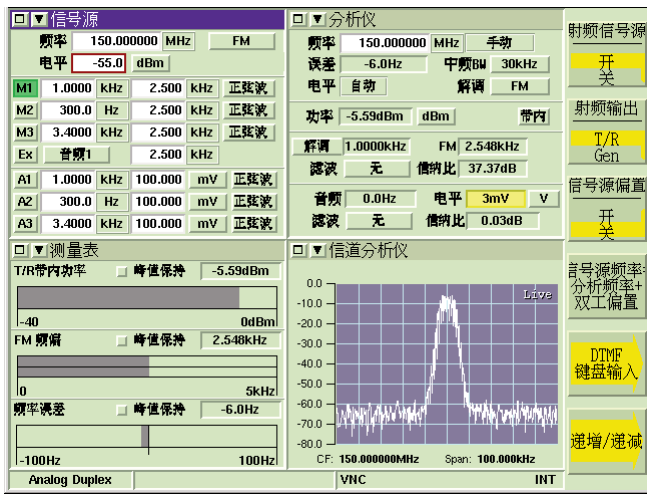 信号源
频率 150.000000 MHz FM
电平 -55.0 dBm
M1 1.0000 kHz 2.500 kHz 正弦波
M2 300.0 Hz 2.500 kHz 正弦波
M3 3.4000 kHz 2.500 kHz 正弦波
Ex 音频1 2.500 kHz
A1 1.0000 kHz 100.000 mV 正弦波
A2 300.0 Hz 100.000 mV 正弦波
A3 3.4000 kHz 100.000 mV 正弦波
分析仪
频率 150.000000 MHz 手动
误差 -6.0Hz 中频BW 30kHz
电平 自动 解调 FM
功率 -5.59dBm dBm 带内
解调 1.0000kHz FM 2.548kHz
滤波 无 信纳比 37.37dB
音频 0.0Hz 电平 3mV V
滤波 无 信纳比 0.03dB
测量表
T/R带内功率 峰值保持 -5.59dBm
-40 0dBm
FM 频偏 峰值保持 2.548kHz
0 5kHz
频率误差 峰值保持 -6.0Hz
-100Hz 100Hz
信道分析仪
Live
0.0
-10.0
-20.0
-30.0
-40.0
-50.0
-60.0
-70.0
-80.0
CF: 150.000000MHz Span: 100.000kHz
射频信号源
开
关
射频输出
T/R
Gen
信号源偏置
开
关
音号源频率=
分析频率+
双工偏置
DTMF
键盘输入
递增/递减
Analog Duplex VNC INT